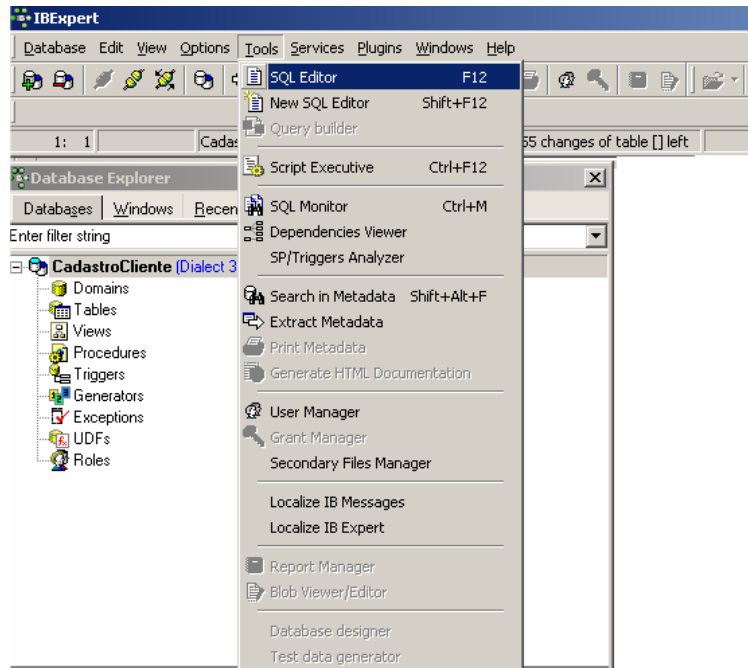 IBExpert
Database Edit View Options Tools Services Plugins Windows Help
SQL Editor F12
New SQL Editor Shift+F12
Query builder
1: 1 Cadas 55 changes of table [] left
Script Executive Ctrl+F12
Database Explorer
Databases Windows Recen
SQL Monitor Ctrl+M
Enter filter string
Dependencies Viewer
SP/Triggers Analyzer
CadastroCliente (Dialect 3
Domains
Search in Metadata Shift+Alt+F
Tables
Extract Metadata
Views
Print Metadata
Procedures
Generate HTML Documentation
Triggers
Generators
User Manager
Exceptions
Grant Manager
UDFs
Secondary Files Manager
Roles
Localize IB Messages
Localize IB Expert
Report Manager
Blob Viewer/Editor
Database designer
Test data generator